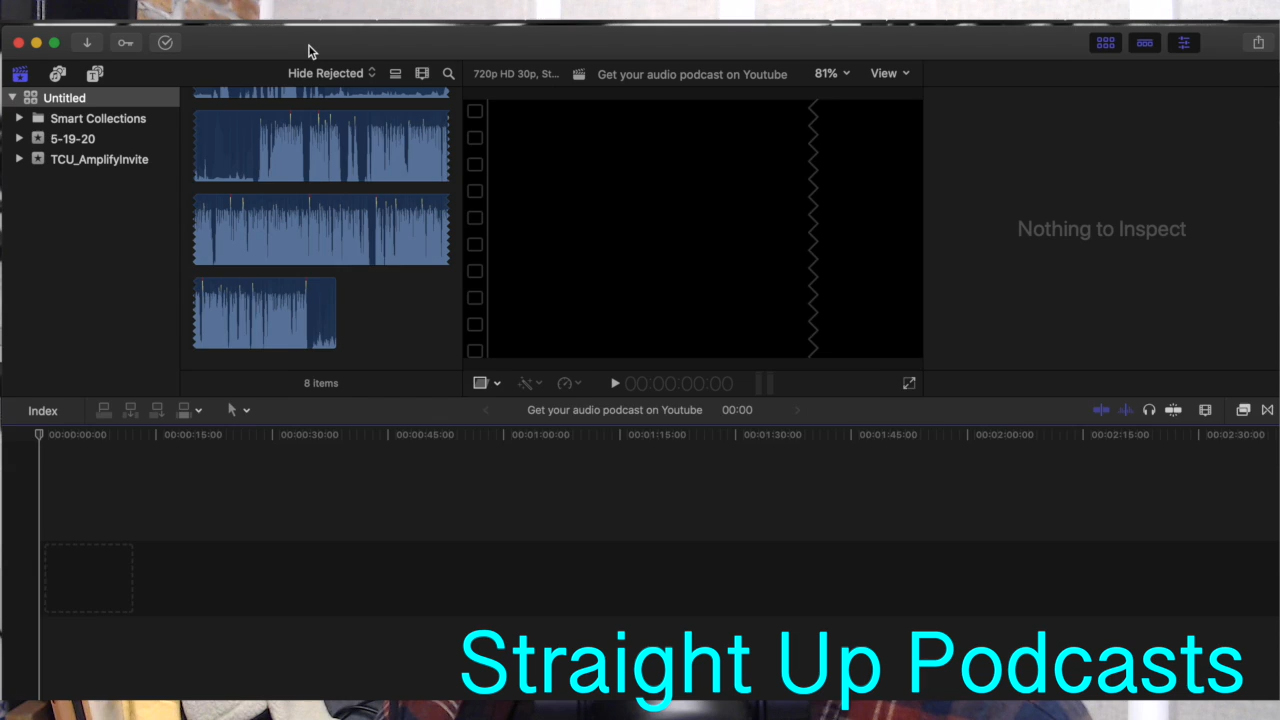 Hide Rejected
720p HD 30p, St...
Get your audio podcast on Youtube
81%
View
Untitled
Smart Collections
5-19-20
TCU_AmplifyInvite
Nothing to Inspect
8 items
00:00:00:00
Index
Get your audio podcast on Youtube
00:00
00:00:00:00
00:00:15:00
00:00:30:00
00:00:45:00
00:01:00:00
00:01:15:00
00:01:30:00
00:01:45:00
00:02:00:00
00:02:15:00
00:02:30:00
Straight Up Podcasts